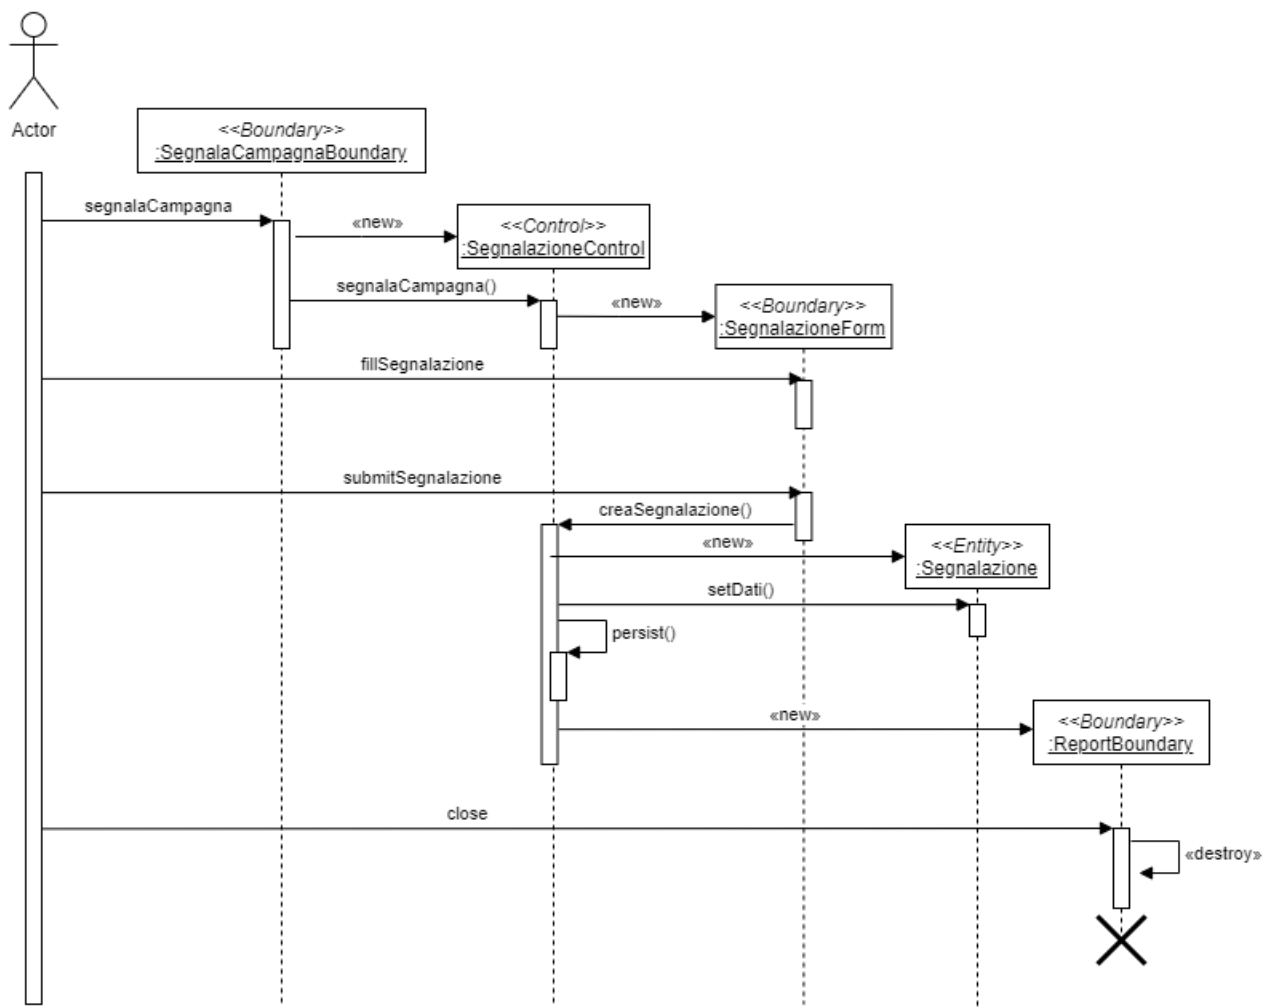 Actor
<<Boundary>>
:SegnalaCampagnaBoundary
segnalaCampagna
«new»
<<Control>>
:SegnalazioneControl
segnalaCampagna()
«new»
<<Boundary>>
:SegnalazioneForm
fillSegnalazione
submitSegnalazione
creaSegnalazione()
«new»
<<Entity>>
:Segnalazione
setDati()
persist()
«new»
<<Boundary>>
:ReportBoundary
close
«destroy»